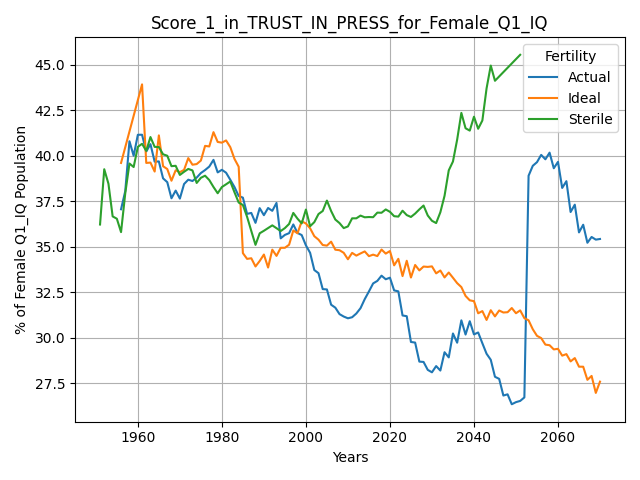 Score_1_in_TRUST_IN_PRESS_for_Female_Q1_IQ
Fertility
Actual
Ideal
Sterile
45.0
42.5
40.0
37.5
35.0
32.5
30.0
27.5
% of Female Q1_IQ Population
1960
1980
2000
2020
2040
2060
Years